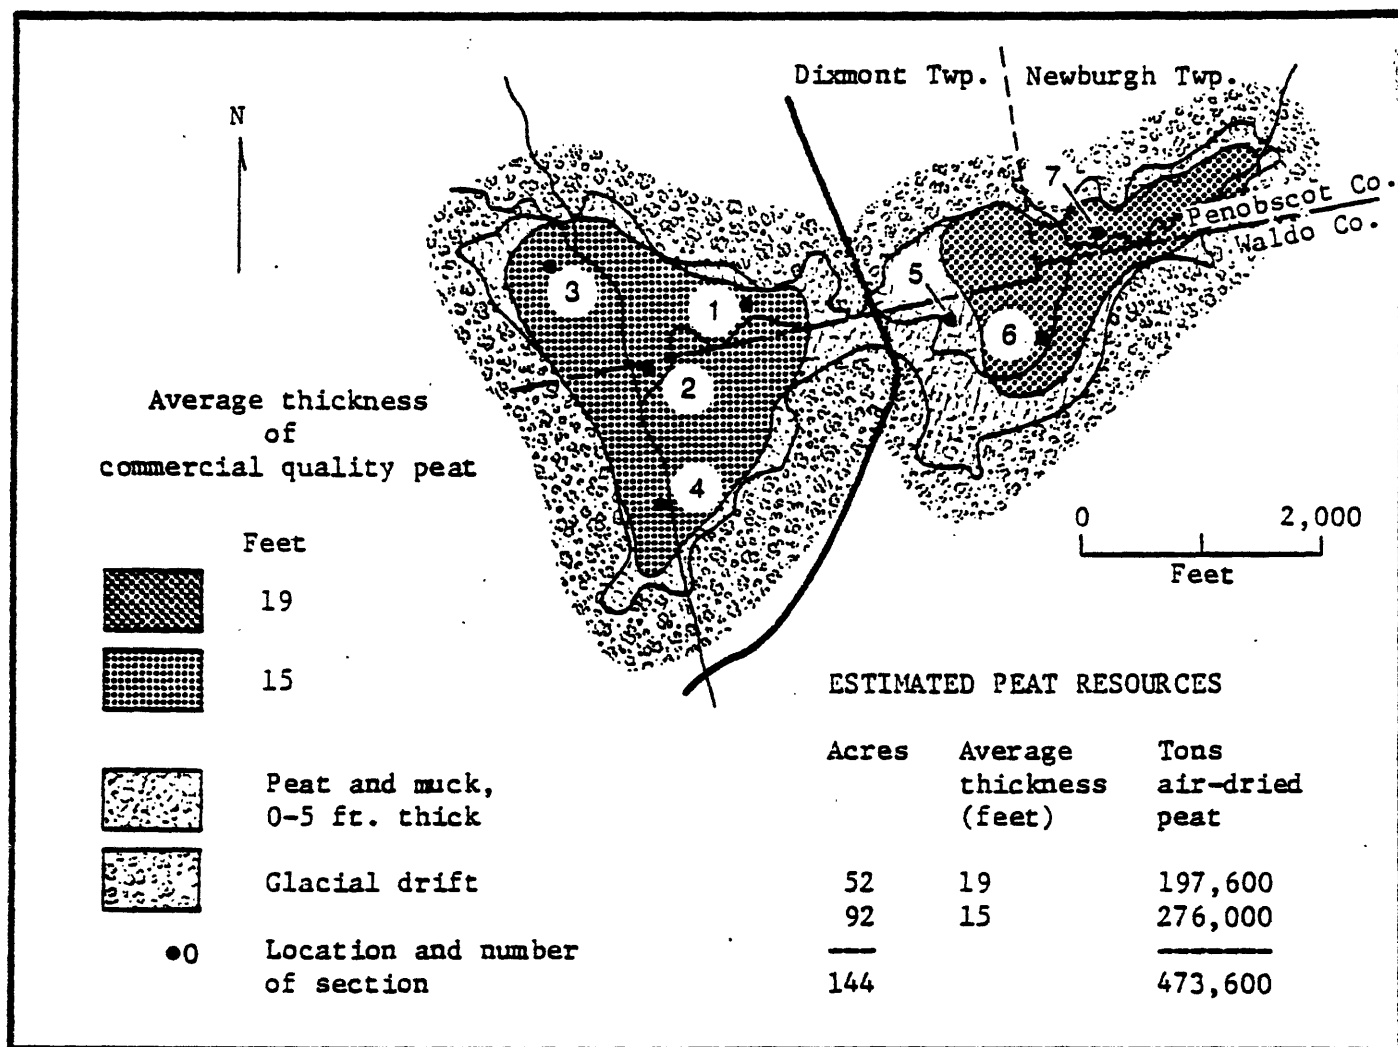 Dixmont Twp. Newburgh Twp.
N
7
Penobscot Co.
Waldo Co.
5
3
1
6
2
4
Average thickness
of
commercial quality peat
0 2,000
Feet
Feet
19
15
Peat and muck,
0-5 ft. thick
Glacial drift
●0 Location and number
of section
ESTIMATED PEAT RESOURCES
Acres Average Tons
thickness air-dried
(feet) peat
52 19 197,600
92 15 276,000
144 473,600